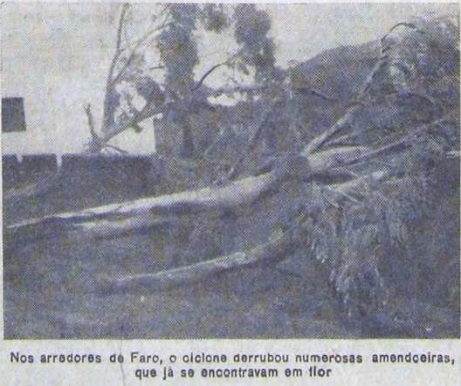 Nos arredores de Faro, o ciclone derrubou numerosas amendoeiras,
que já se encontravam em flor